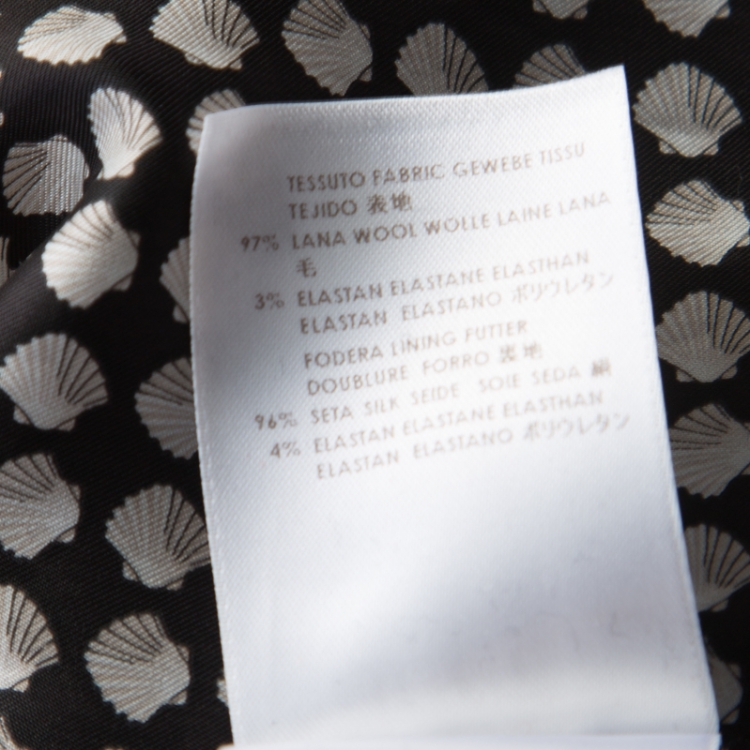 TESSUTO FABRIC GEWEBE TISSU
TEJIDO 表地
97% LANA WOOL WOLLE LAINE LANA
毛
3% ELASTAN ELASTANE ELASTHAN
ELASTAN ELASTANO ポリウレタン
FODERA LINING FUTTER
DOUBLURE FORRO 裏地
96% SETA SILK SEIDE SOIE SEDA 絹
4% ELASTAN ELASTANE ELASTHAN
ELASTAN ELASTANO ポリウレタン